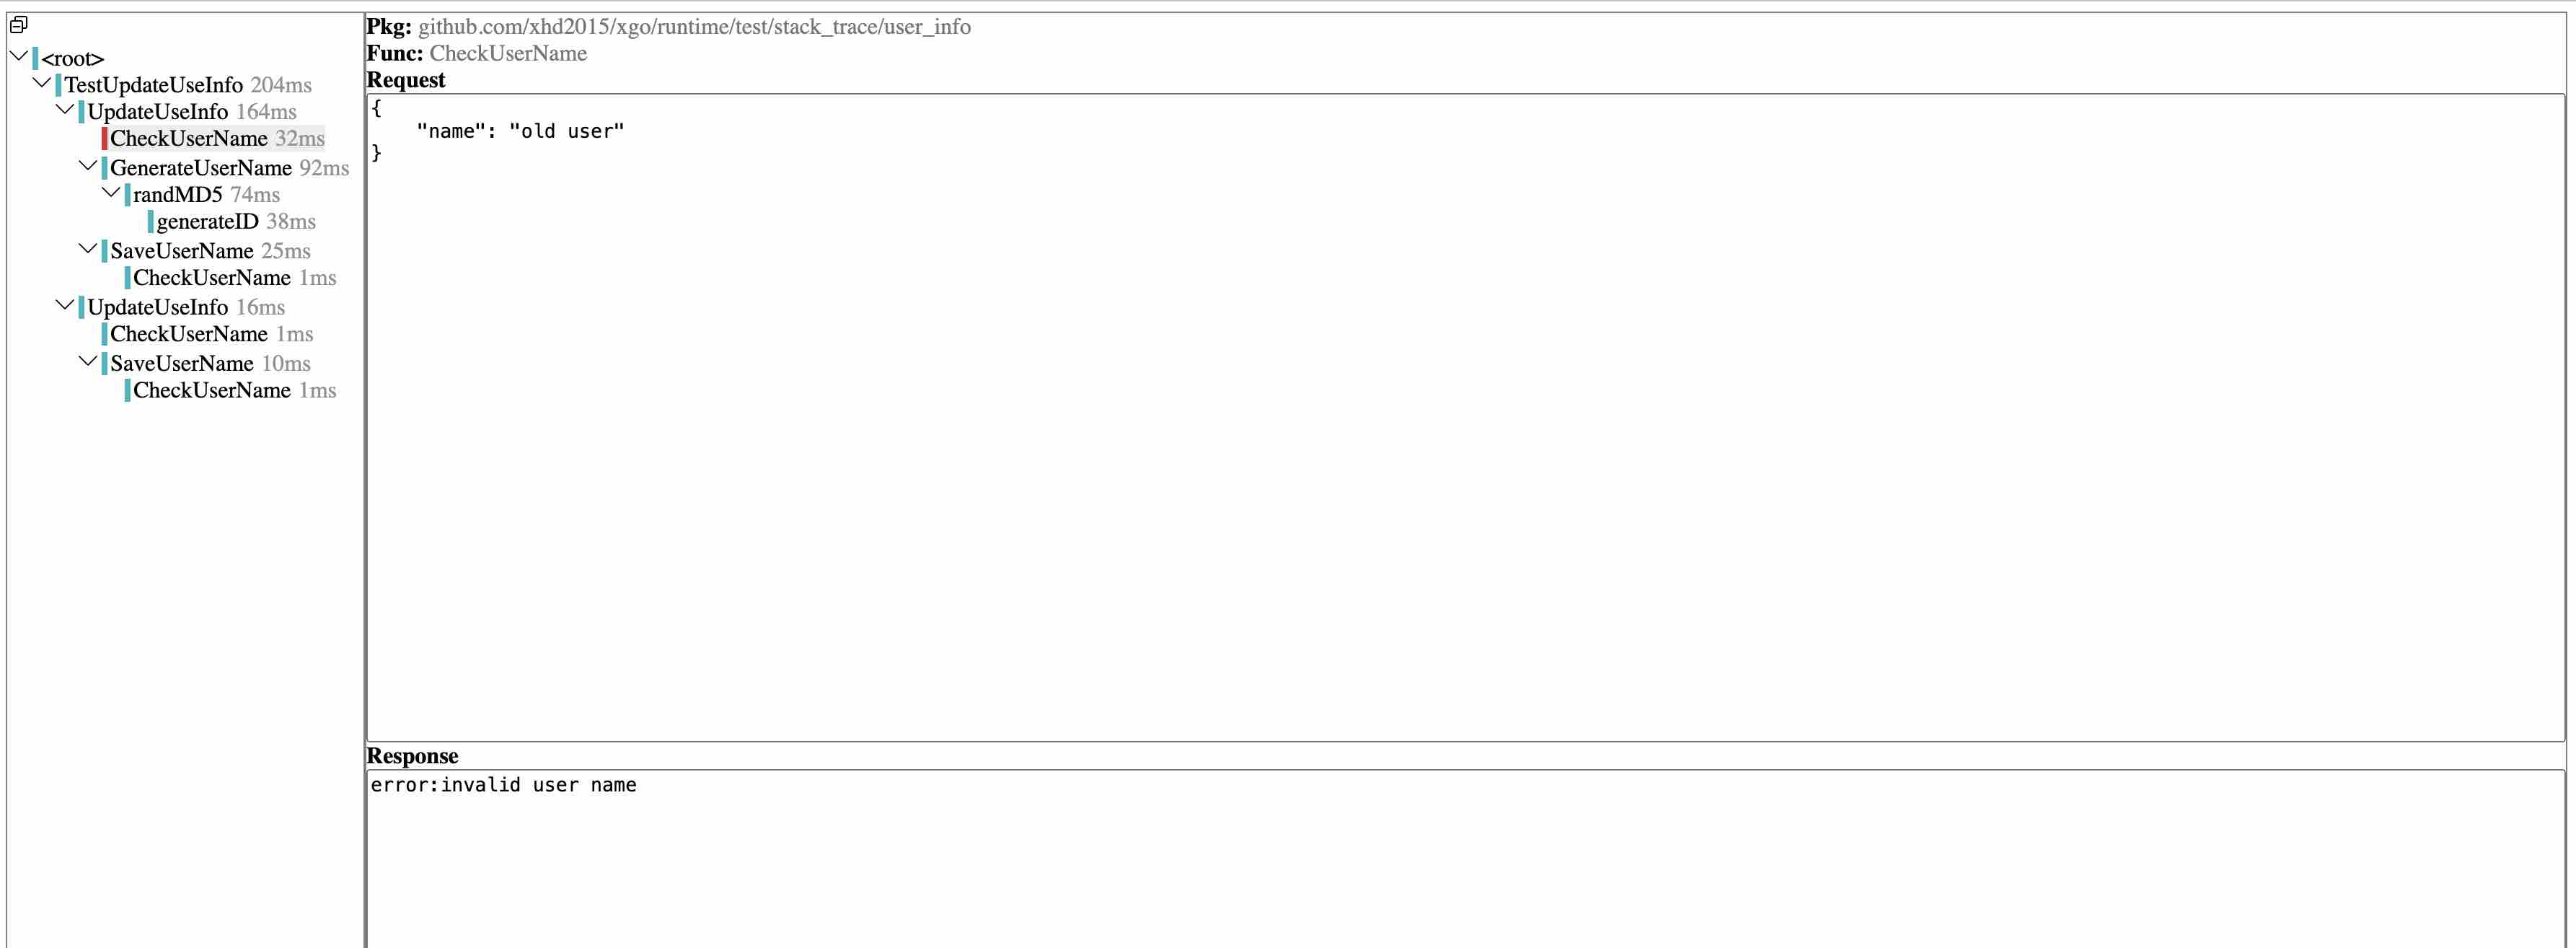 <root>
TestUpdateUseInfo 204ms
UpdateUseInfo 164ms
CheckUserName 32ms
GenerateUserName 92ms
randMD5 74ms
generateID 38ms
SaveUserName 25ms
CheckUserName 1ms
UpdateUseInfo 16ms
CheckUserName 1ms
SaveUserName 10ms
CheckUserName 1ms
Pkg: github.com/xhd2015/xgo/runtime/test/stack_trace/user_info
Func: CheckUserName
Request
{
    "name": "old user"
}
Response
error:invalid user name